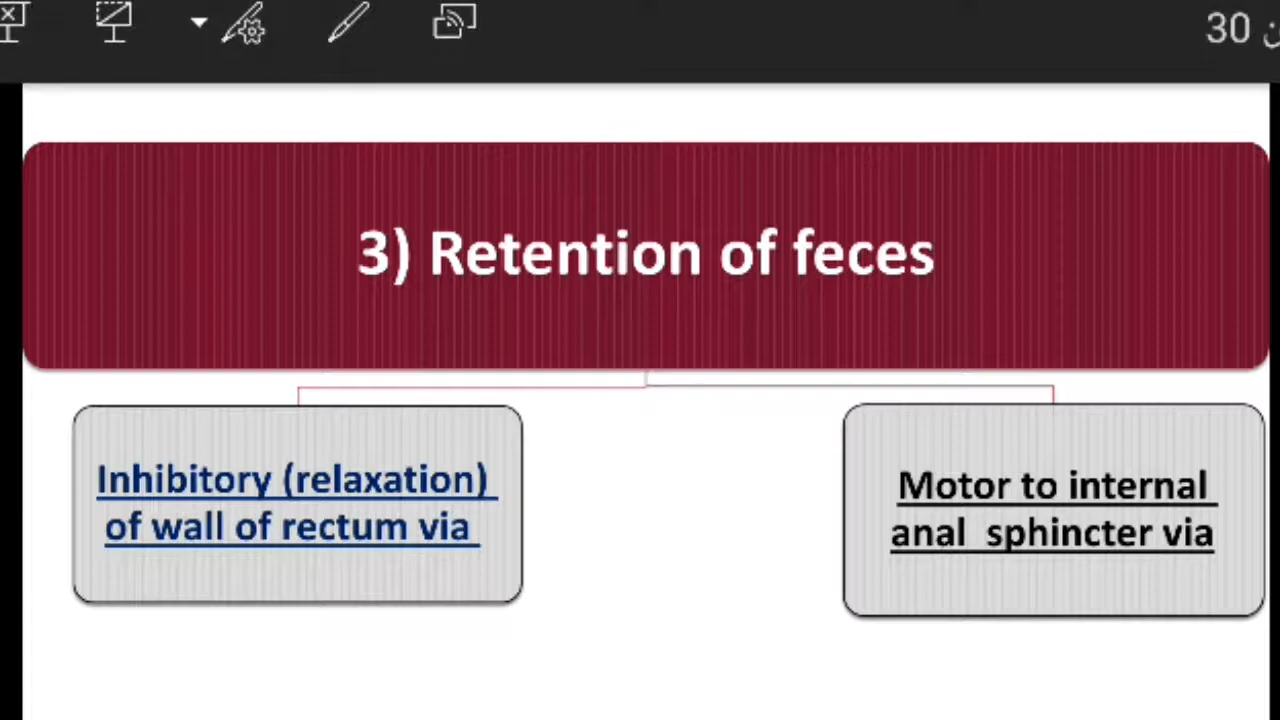 30
3) Retention of feces
Inhibitory (relaxation)
of wall of rectum via
Motor to internal
anal sphincter via